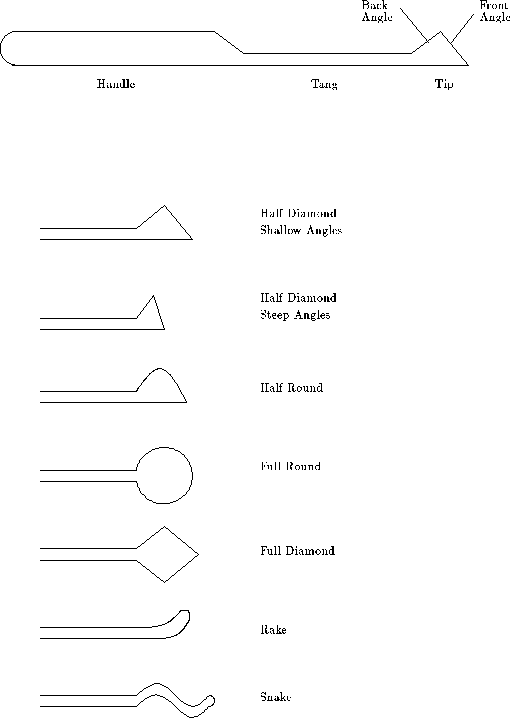 Back Front
Angle Angle
Handle Tang Tip
Half Diamond
Shallow Angles
Half Diamond
Steep Angles
Half Round
Full Round
Full Diamond
Rake
Snake